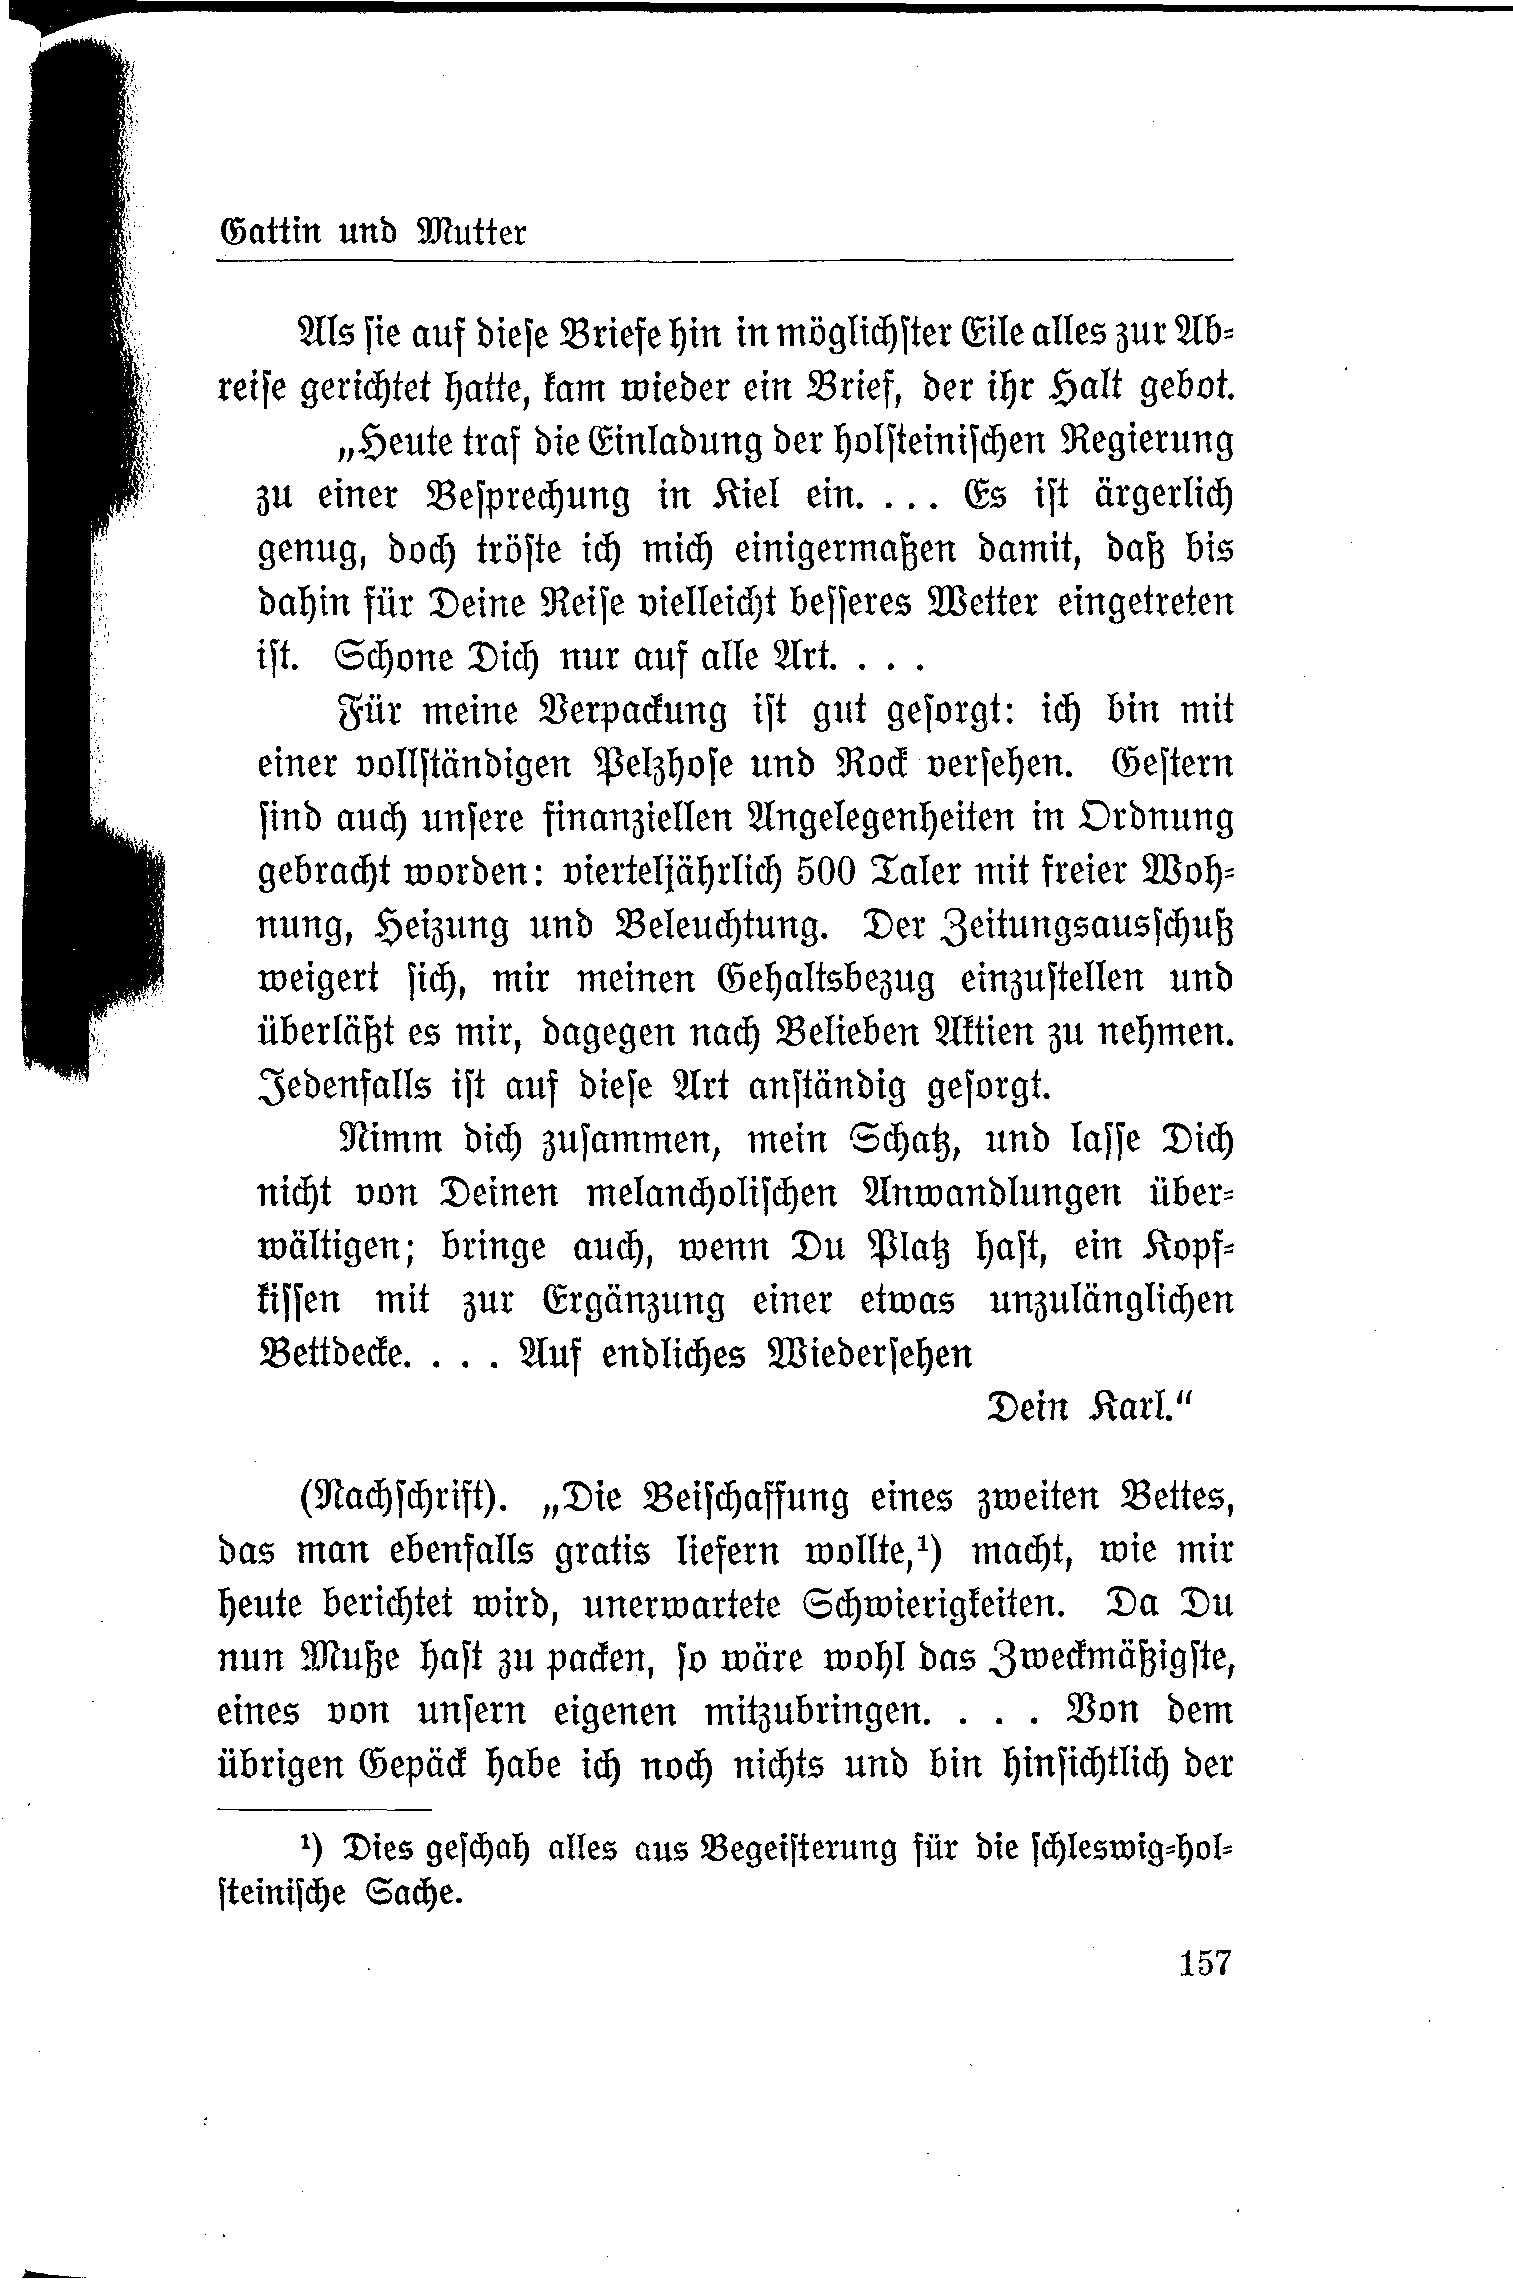 Gattin und Mutter
Als sie auf diese Briefe hin in möglichster Eile alles zur Ab-
reise gerichtet hatte, kam wieder ein Brief, der ihr Halt gebot.
„Heute traf die Einladung der holsteinischen Regierung
zu einer Besprechung in Kiel ein. ... Es ist ärgerlich
genug, doch tröste ich mich einigermaßen damit, daß bis
dahin für Deine Reise vielleicht besseres Wetter eingetreten
ist. Schone Dich nur auf alle Art. . . .
Für meine Verpackung ist gut gesorgt: ich bin mit
einer vollständigen Pelzhose und Rock versehen. Gestern
sind auch unsere finanziellen Angelegenheiten in Ordnung
gebracht worden: vierteljährlich 500 Taler mit freier Woh-
nung, Heizung und Beleuchtung. Der Zeitungsausschuß
weigert sich, mir meinen Gehaltsbezug einzustellen und
überläßt es mir, dagegen nach Belieben Aktien zu nehmen.
Jedenfalls ist auf diese Art anständig gesorgt.
Nimm dich zusammen, mein Schatz, und lasse Dich
nicht von Deinen melancholischen Anwandlungen über-
wältigen; bringe auch, wenn Du Platz hast, ein Kopf-
kissen mit zur Ergänzung einer etwas unzulänglichen
Bettdecke. . . . Auf endliches Wiedersehen
Dein Karl.“
(Nachschrift). „Die Beischaffung eines zweiten Bettes,
das man ebenfalls gratis liefern wollte,¹) macht, wie mir
heute berichtet wird, unerwartete Schwierigkeiten. Da Du
nun Muße hast zu packen, so wäre wohl das Zweckmäßigste,
eines von unsern eigenen mitzubringen. . . . Von dem
übrigen Gepäck habe ich noch nichts und bin hinsichtlich der
¹) Dies geschah alles aus Begeisterung für die schleswig-hol-
steinische Sache.
157